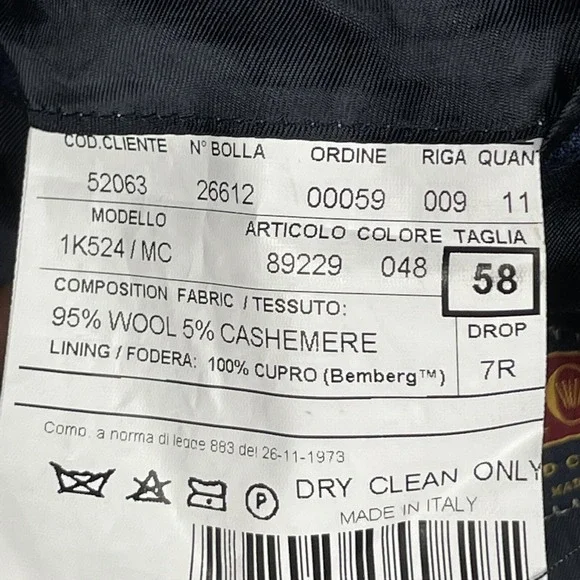 COD.CLIENTE N° BOLLA ORDINE RIGA QUAN
52063 26612 00059 009 11
MODELLO ARTICOLO COLORE TAGLIA
1K524 / MC 89229 048 58
COMPOSITION FABRIC / TESSUTO:
95% WOOL 5% CASHEMERE
DROP
LINING / FODERA: 100% CUPRO (Bemberg™) 7R
Comp. a norma di legge 883 del 26-11-1973
P DRY CLEAN ONLY
MADE IN ITALY